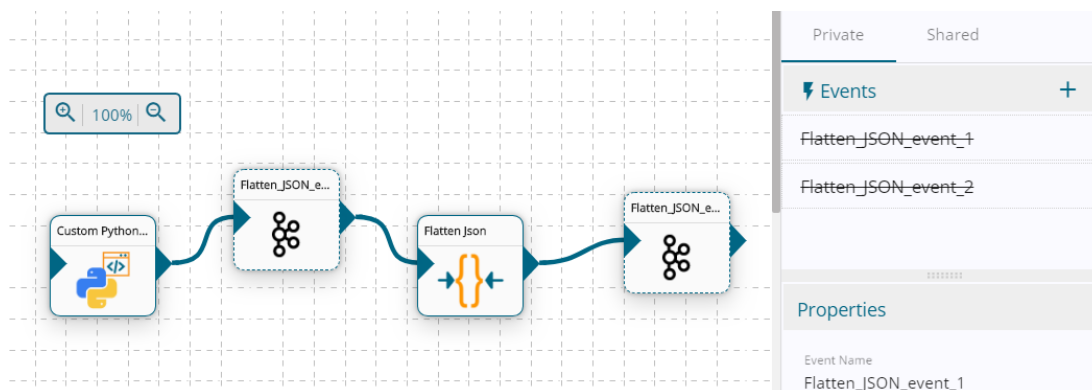 Private Shared
Events +
100%
Flatten_JSON_event_1
Flatten_JSON_event_2
Flatten_JSON_e...
Flatten_JSON_e...
Custom Python...
</>
Flatten Json
{}
Properties
Event Name
Flatten_JSON_event_1